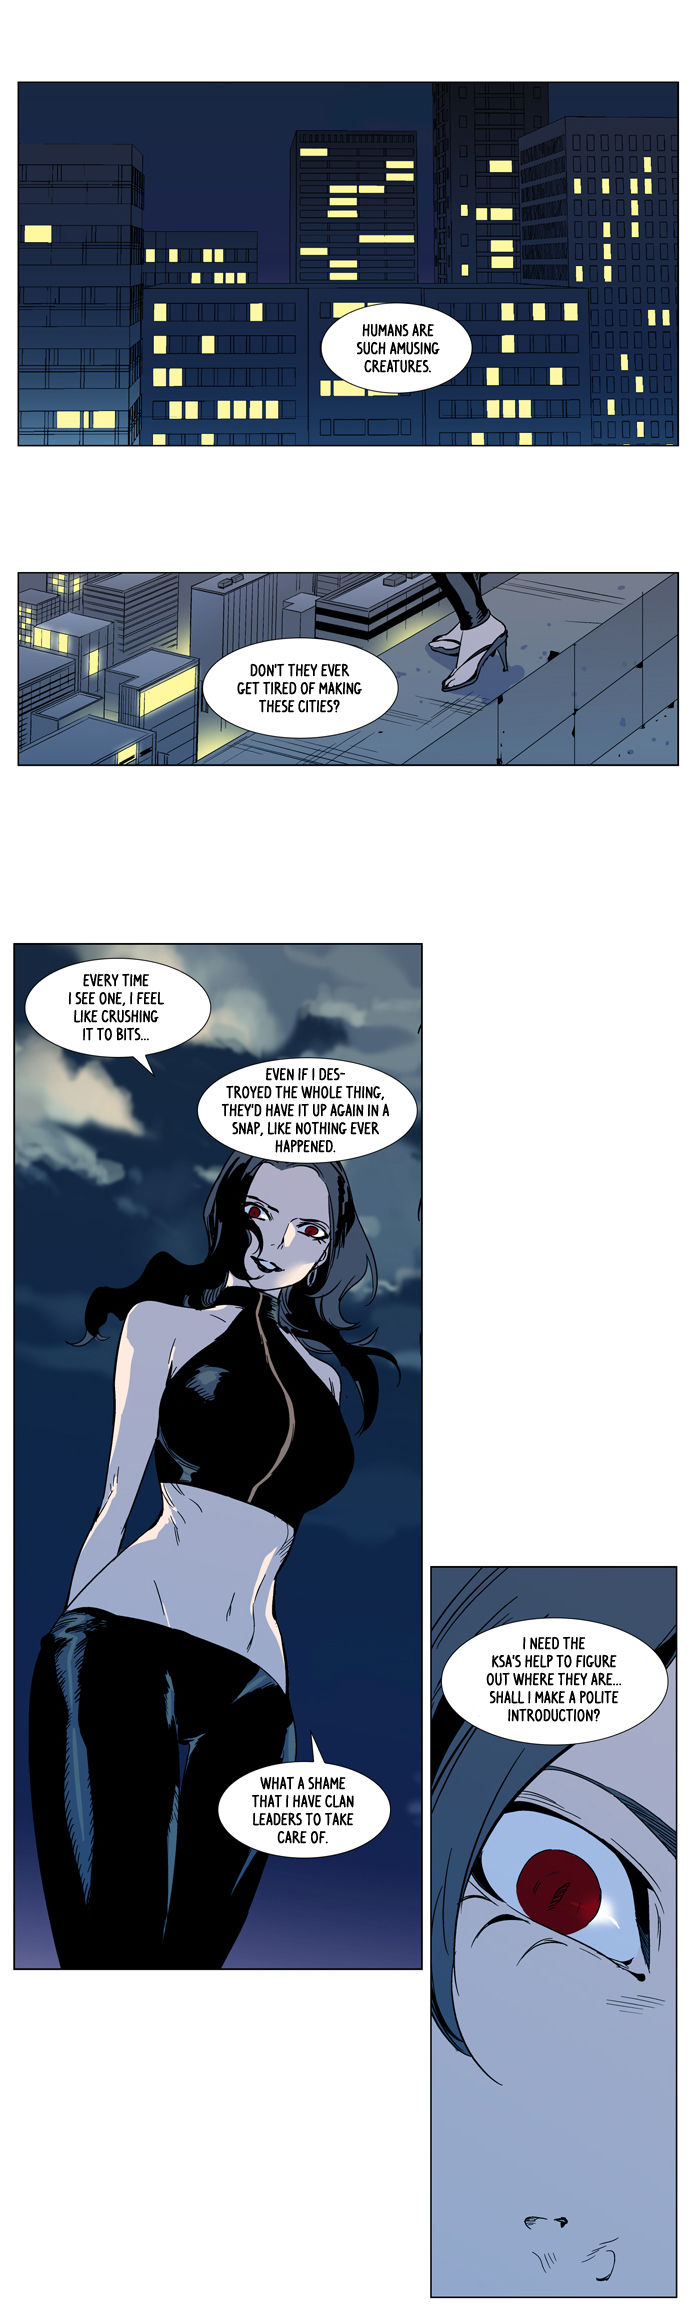 HUMANS ARE
SUCH AMUSING
CREATURES.
DON'T THEY EVER
GET TIRED OF MAKING
THESE CITIES?
EVERY TIME
I SEE ONE, I FEEL
LIKE CRUSHING
IT TO BITS...
EVEN IF I DES-
TROYED THE WHOLE THING,
THEY'D HAVE IT UP AGAIN IN A
SNAP, LIKE NOTHING EVER
HAPPENED.
WHAT A SHAME
THAT I HAVE CLAN
LEADERS TO TAKE
CARE OF.
I NEED THE
KSA'S HELP TO FIGURE
OUT WHERE THEY ARE...
SHALL I MAKE A POLITE
INTRODUCTION?